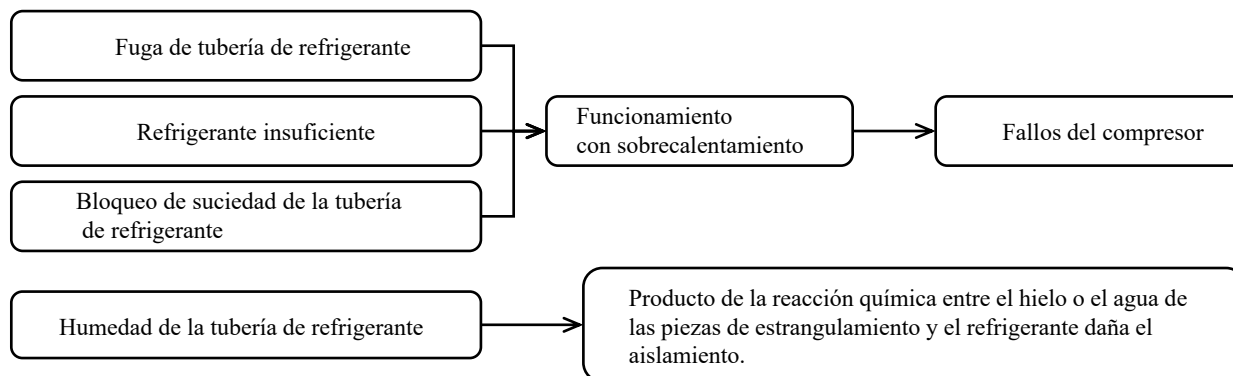 Fuga de tubería de refrigerante
Refrigerante insuficiente
Bloqueo de suciedad de la tubería
de refrigerante
Funcionamiento
con sobrecalentamiento
Fallos del compresor
Humedad de la tubería de refrigerante
Producto de la reacción química entre el hielo o el agua de
las piezas de estrangulamiento y el refrigerante daña el
aislamiento.